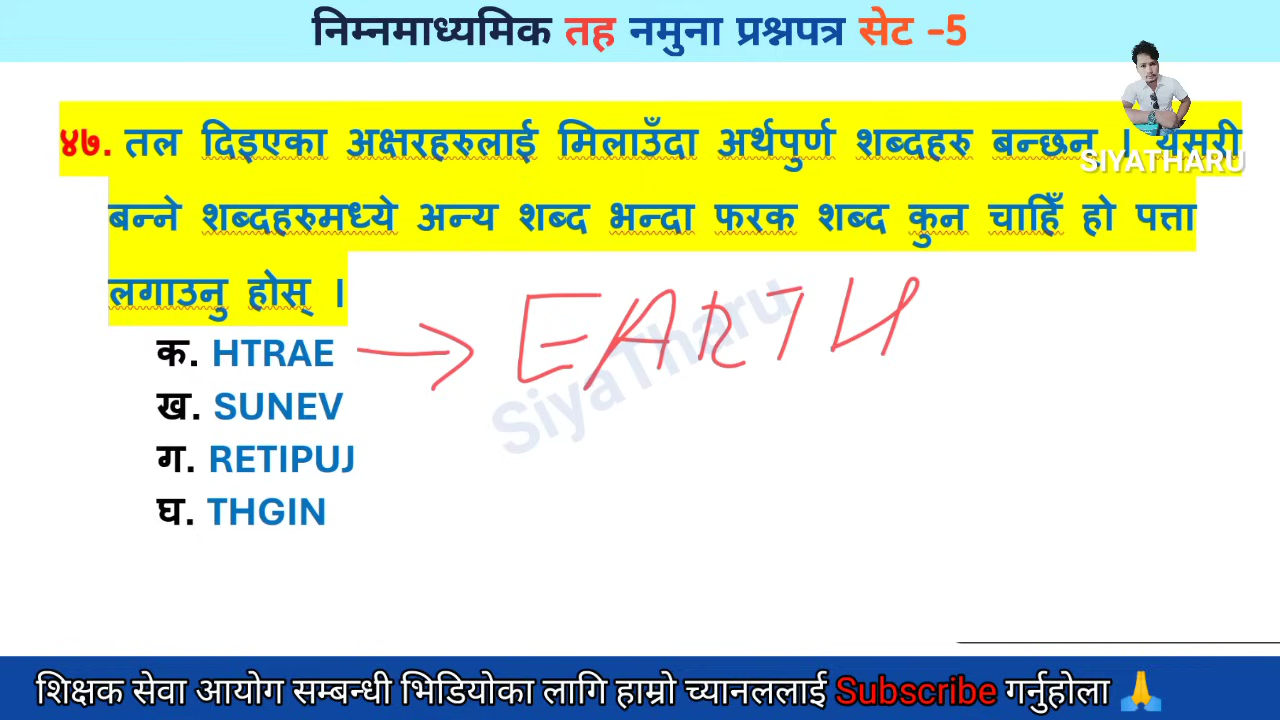 निम्नमाध्यमिक तह नमुना प्रश्नपत्र सेट -5
४७. तल दिइएका अक्षरहरुलाई मिलाउँदा अर्थपुर्ण शब्दहरु बन्छन् । यसरी
SIYATHARU
बन्ने शब्दहरुमध्ये अन्य शब्द भन्दा फरक शब्द कुन चाहिँ हो पत्ता
लगाउनु होस् ।
क. HTRAE → EARTH
ख. SUNEV
ग. RETIPUJ
घ. THGIN
SiyaTharu
शिक्षक सेवा आयोग सम्बन्धी भिडियोका लागि हाम्रो च्यानललाई Subscribe गर्नुहोला 🙏